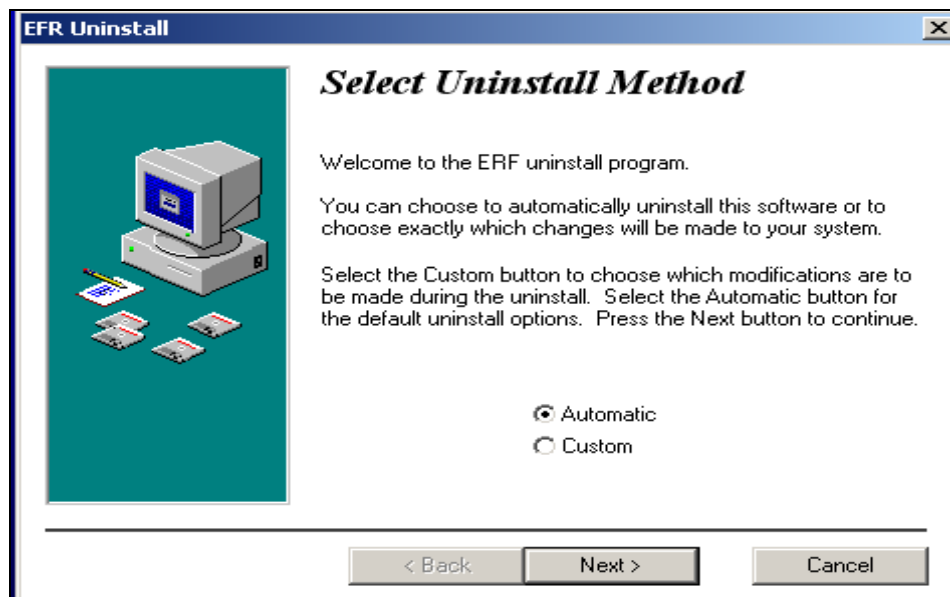 EFR Uninstall
Select Uninstall Method
Welcome to the ERF uninstall program.
You can choose to automatically uninstall this software or to
choose exactly which changes will be made to your system.
Select the Custom button to choose which modifications are to
be made during the uninstall.  Select the Automatic button for
the default uninstall options.  Press the Next button to continue.
Automatic
Custom
< Back
Next >
Cancel